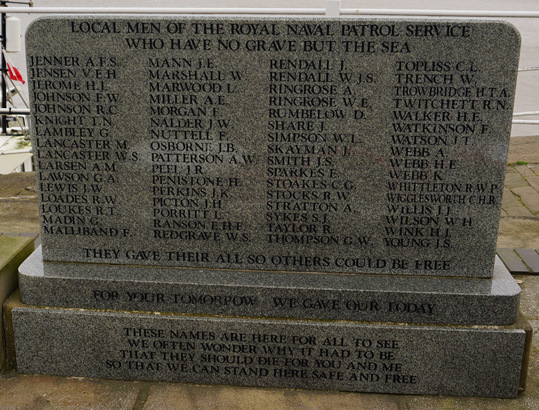 LOCAL MEN OF THE ROYAL NAVAL PATROL SERVICE
WHO HAVE NO GRAVE BUT THE SEA
JENNER A.F.S.
JENSEN V.E.H.
JEROME H.J.
JOHNSON F.W.
JOHNSON R.G.
KNIGHT T.N.
LAMBLEY G.
LANCASTER M.
LANCASTER W.S.
LARSEN A.M.
LAWSON G.A.
LEWIS J.W.
LOADES R.W.
LOUKES R.T.
MADIN G.
MALLIBAND F.
MANN J.E.
MARSHALL W.
MARWOOD L.
MILLER A.E.
MORGAN F.
NALDER J.W.
NUTTELL F.
OSBORNE J.B.
PATTERSON A.W.
PEEL J.R.
PENISTONE H.
PERKINS J.K.
PICTON J.H.
PORRITT L.
RANSON E.H.F.
REDGRAVE W.S.
RENDALL J.
RENDALL W.J.S.
RINGROSE A.
RINGROSE W.E.
RUMBELOW D.
SHARE J.
SIMPSON W.L.
SKAYMAN J.
SMITH J.S.
SPARKES E.
STOAKES C.G.
STOCKS R.W.
STRATTON A.
SYKES S.J.
TAYLOR R.
THOMPSON G.W.
TOPLISS C.L.
TRENCH W.
TROWBRIDGE H.T.A.
TWITCHETT R.N.
WALKER E.
WATKINSON F.
WATSON J.T.
WEBB A.
WEBB H.E.
WEBB K.
WHITTLETON R.W.P.
WIGGLESWORTH C.H.R.
WILLIS J.J.
WILSON W.H.
WINK H.J.
YOUNG J.S.
THEY GAVE THEIR ALL SO OTHERS COULD BE FREE
FOR YOUR TOMORROW WE GAVE OUR TODAY
THESE NAMES ARE HERE FOR ALL TO SEE
WE OFTEN WONDER WHY IT HAD TO BE
THAT THEY SHOULD DIE FOR YOU AND ME
SO THAT WE CAN STAND HERE SAFE AND FREE